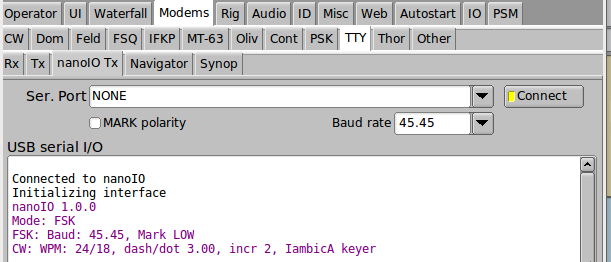 Operator UI Waterfall Modems Rig Audio ID Misc Web Autostart IO PSM
CW Dom Feld FSQ IFKP MT-63 Oliv Cont PSK TTY Thor Other
Rx Tx nanoIO Tx Navigator Synop
Ser. Port NONE Connect
MARK polarity Baud rate 45.45
USB serial I/O
Connected to nanoIO
Initializing interface
nanoIO 1.0.0
Mode: FSK
FSK: Baud: 45.45, Mark LOW
CW: WPM: 24/18, dash/dot 3.00, incr 2, IambicA keyer